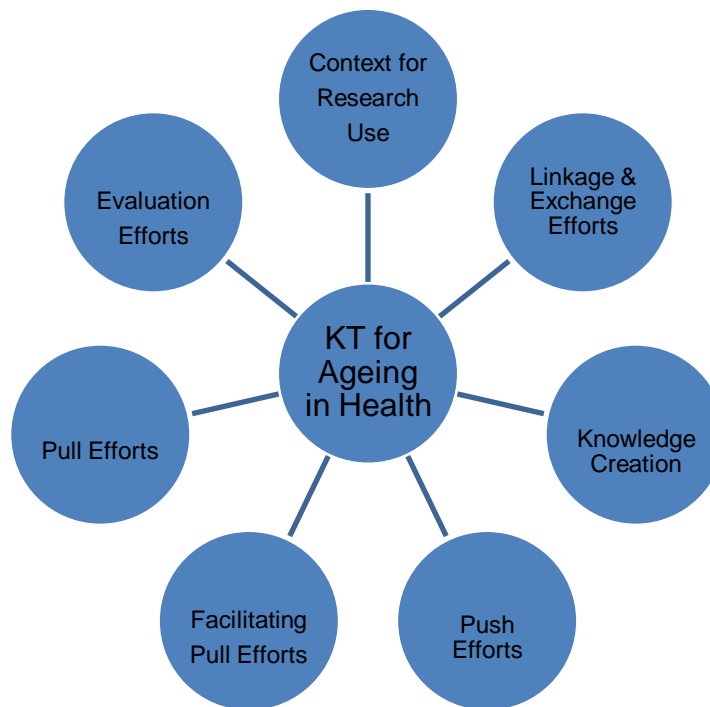 Context for
Research
Use
Linkage &
Exchange
Efforts
Knowledge
Creation
Push
Efforts
Facilitating
Pull Efforts
Pull Efforts
Evaluation
Efforts
KT for
Ageing
in Health